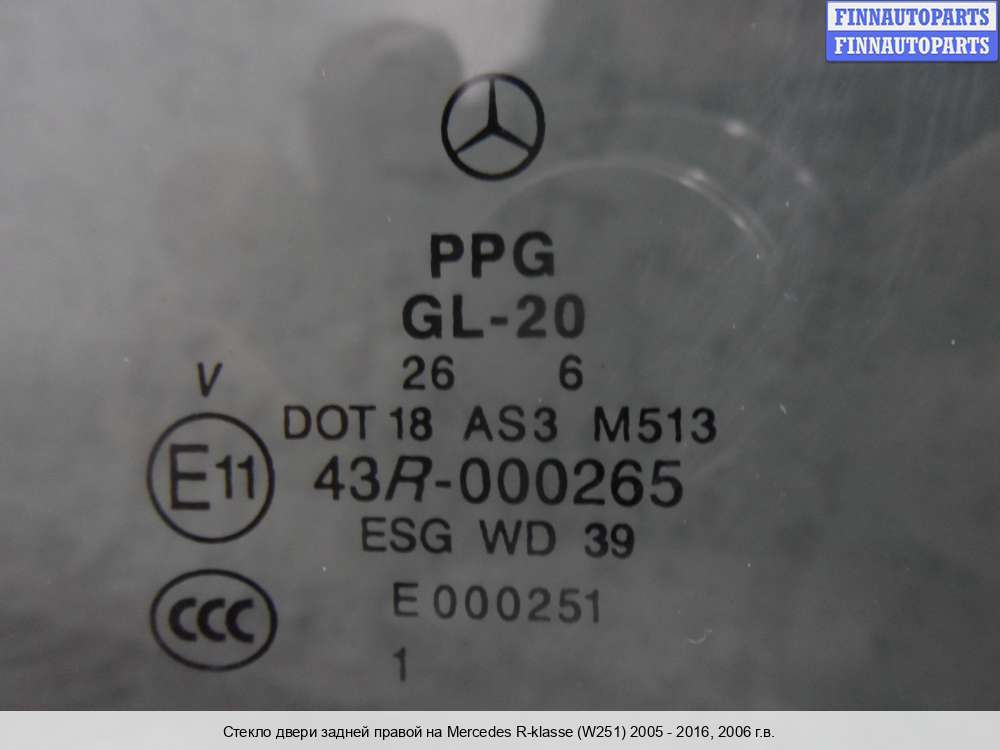 FINNAUTOPARTS
FINNAUTOPARTS
PPG
GL-20
26 6
V
DOT 18 AS3 M513
E11 43R-000265
ESG WD 39
CCC E 000251
1
Стекло двери задней правой на Mercedes R-klasse (W251) 2005 - 2016, 2006 г.в.